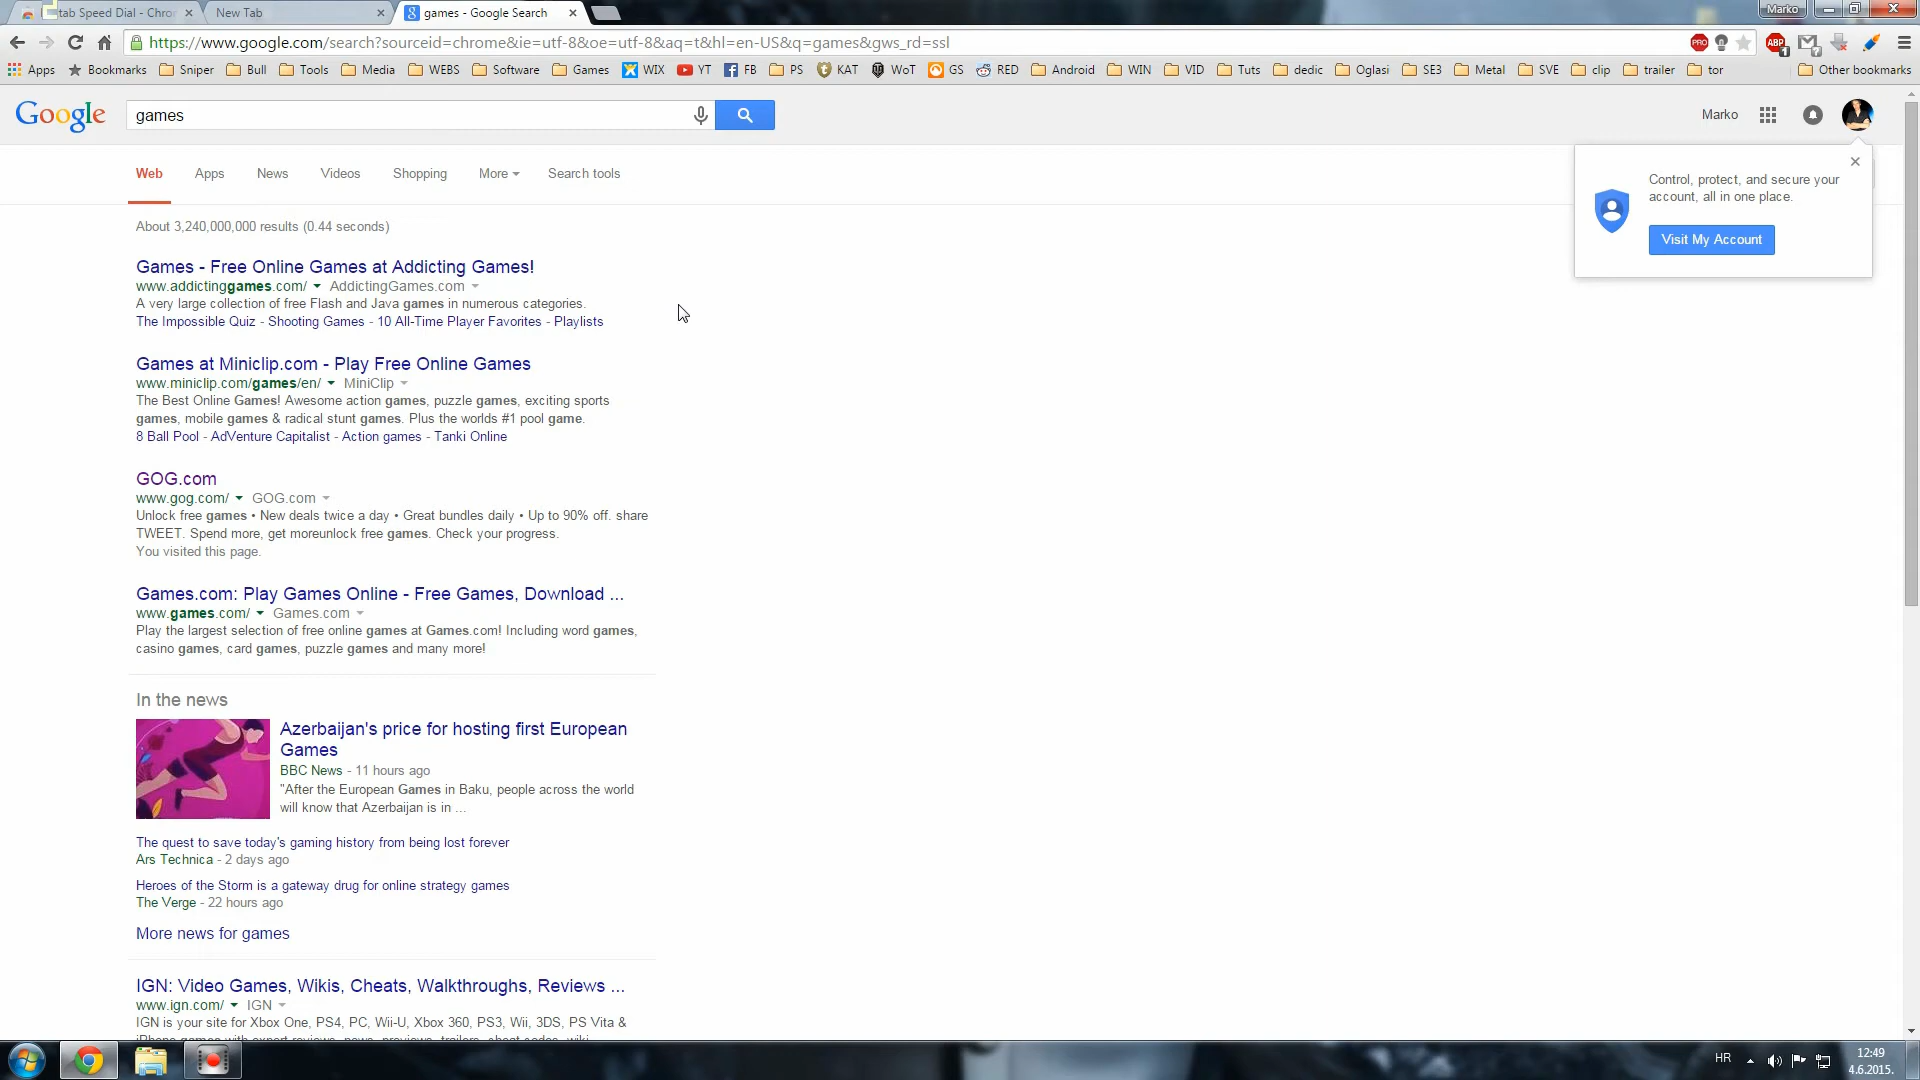 tab Speed Dial - Chro
New Tab
games - Google Search
Marko
https://www.google.com/search?sourceid=chrome&ie=utf-8&oe=utf-8&aq=t&hl=en-US&q=games&gws_rd=ssl
PRO
ABP
1
Apps
Bookmarks
Sniper
Bull
Tools
Media
WEBS
Software
Games
WIX
YT
FB
PS
KAT
WoT
GS
RED
Android
WIN
VID
Tuts
dedic
Oglasi
SE3
Metal
SVE
clip
trailer
tor
Other bookmarks
Google
games
Marko
Web
Apps
News
Videos
Shopping
More
Search tools
Control, protect, and secure your
account, all in one place.
Visit My Account
About 3,240,000,000 results (0.44 seconds)
Games - Free Online Games at Addicting Games!
www.addictinggames.com/ AddictingGames.com
A very large collection of free Flash and Java games in numerous categories.
The Impossible Quiz - Shooting Games - 10 All-Time Player Favorites - Playlists
Games at Miniclip.com - Play Free Online Games
www.miniclip.com/games/en/ MiniClip
The Best Online Games! Awesome action games, puzzle games, exciting sports
games, mobile games & radical stunt games. Plus the worlds #1 pool game.
8 Ball Pool - AdVenture Capitalist - Action games - Tanki Online
GOG.com
www.gog.com/ GOG.com
Unlock free games • New deals twice a day • Great bundles daily • Up to 90% off. share
TWEET. Spend more, get moreunlock free games. Check your progress.
You visited this page.
Games.com: Play Games Online - Free Games, Download ...
www.games.com/ Games.com
Play the largest selection of free online games at Games.com! Including word games,
casino games, card games, puzzle games and many more!
In the news
Azerbaijan's price for hosting first European
Games
BBC News - 11 hours ago
"After the European Games in Baku, people across the world
will know that Azerbaijan is in ...
The quest to save today's gaming history from being lost forever
Ars Technica - 2 days ago
Heroes of the Storm is a gateway drug for online strategy games
The Verge - 22 hours ago
More news for games
IGN: Video Games, Wikis, Cheats, Walkthroughs, Reviews ...
www.ign.com/ IGN
IGN is your site for Xbox One, PS4, PC, Wii-U, Xbox 360, PS3, Wii, 3DS, PS Vita &
iPhone games with expert reviews, news, previews, trailers, cheat codes, wiki
HR
12:49
4.6.2015.